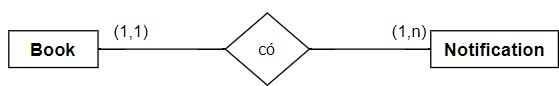 (1,1)
(1,n)
Book
có
Notification